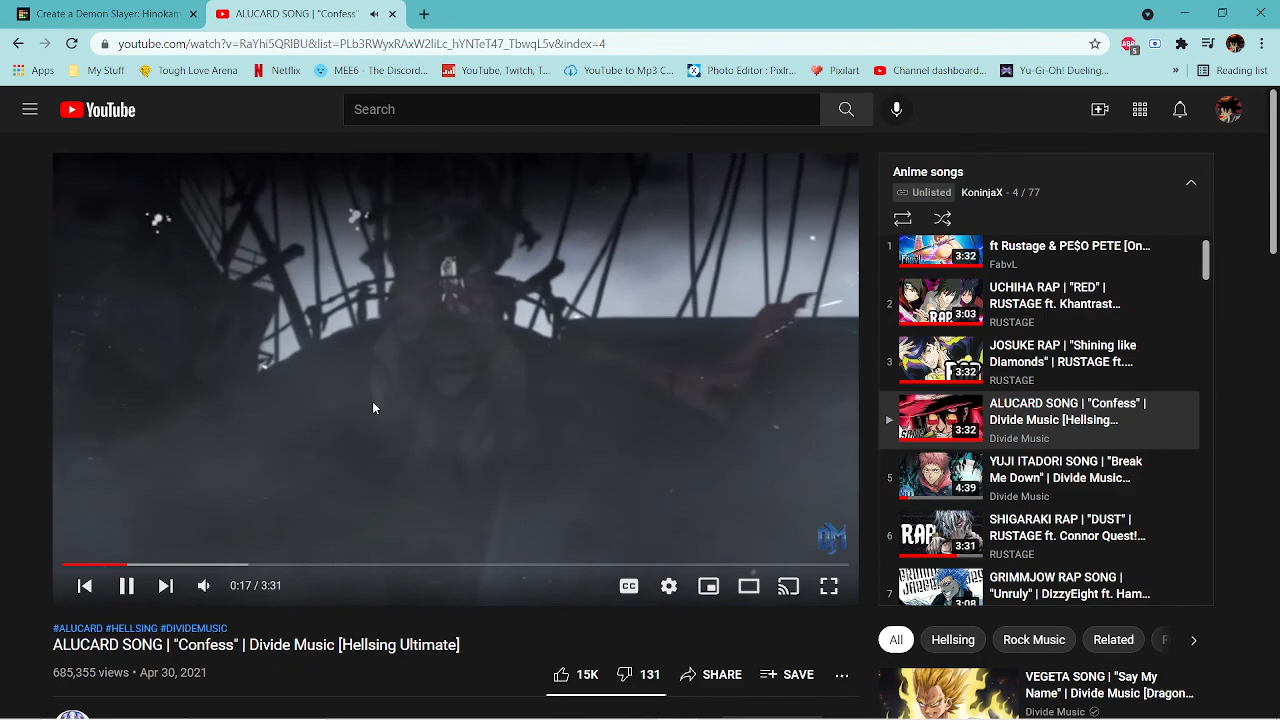 Create a Demon Slayer: Hinokam
ALUCARD SONG | "Confess"
youtube.com/watch?v=RaYhi5QRlBU&list=PLb3RWyxRAxW2liLc_hYNTeT47_TbwqL5v&index=4
ABP
5
Apps
My Stuff
Tough Love Arena
Netflix
MEE6 - The Discord...
YouTube, Twitch, T...
YouTube to Mp3 C...
Photo Editor : Pixlr...
Pixilart
Channel dashboard...
Yu-Gi-Oh! Dueling...
»
Reading list
YouTube
Search
Anime songs
Unlisted KoninjaX - 4 / 77
1
3:32
ft Rustage & PE$O PETE [On...
FabvL
2
RAP
3:03
UCHIHA RAP | "RED" |
RUSTAGE ft. Khantrast...
RUSTAGE
3
3:32
JOSUKE RAP | "Shining like
Diamonds" | RUSTAGE ft....
RUSTAGE
SONG
3:32
ALUCARD SONG | "Confess" |
Divide Music [Hellsing...
Divide Music
5
4:39
YUJI ITADORI SONG | "Break
Me Down" | Divide Music...
Divide Music
6
RAP
3:31
SHIGARAKI RAP | "DUST" |
RUSTAGE ft. Connor Quest!...
RUSTAGE
7
3:08
GRIMMJOW RAP SONG |
"Unruly" | DizzyEight ft. Ham...
DM
0:17 / 3:31
CC
#ALUCARD #HELLSING #DIVIDEMUSIC
ALUCARD SONG | "Confess" | Divide Music [Hellsing Ultimate]
685,355 views • Apr 30, 2021
15K
131
SHARE
SAVE
All
Hellsing
Rock Music
Related
VEGETA SONG | "Say My
Name" | Divide Music [Dragon...
Divide Music